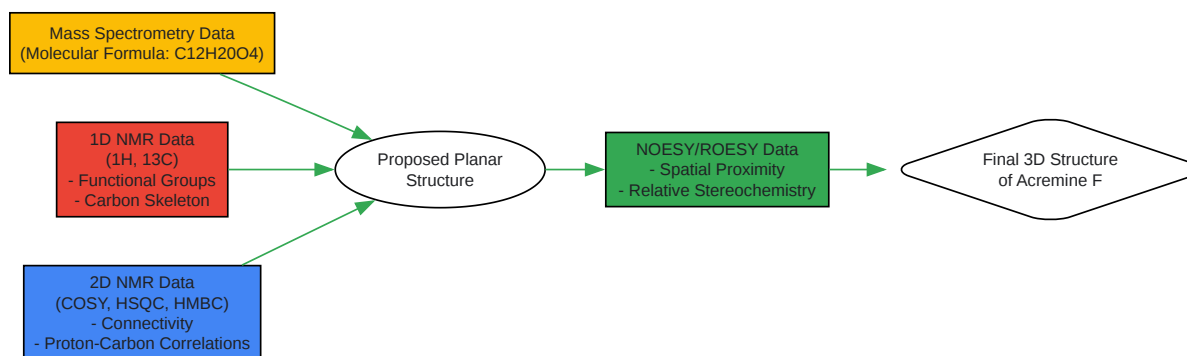 Mass Spectrometry Data
(Molecular Formula: C12H20O4)
1D NMR Data
(1H, 13C)
- Functional Groups
- Carbon Skeleton
2D NMR Data
(COSY, HSQC, HMBC)
- Connectivity
- Proton-Carbon Correlations
Proposed Planar
Structure
NOESY/ROESY Data
- Spatial Proximity
- Relative Stereochemistry
Final 3D Structure
of Acremine F